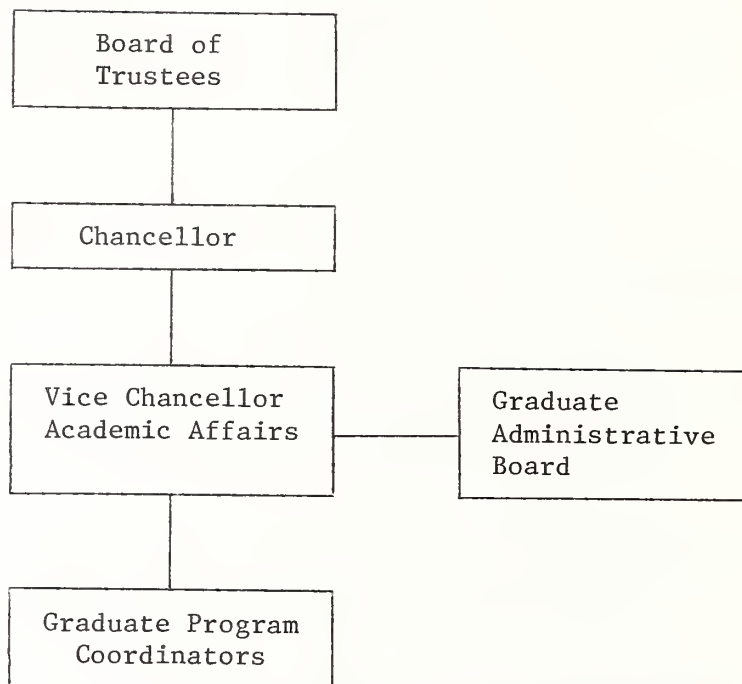 Board of
Trustees
Chancellor
Vice Chancellor
Academic Affairs
Graduate
Administrative
Board
Graduate Program
Coordinators